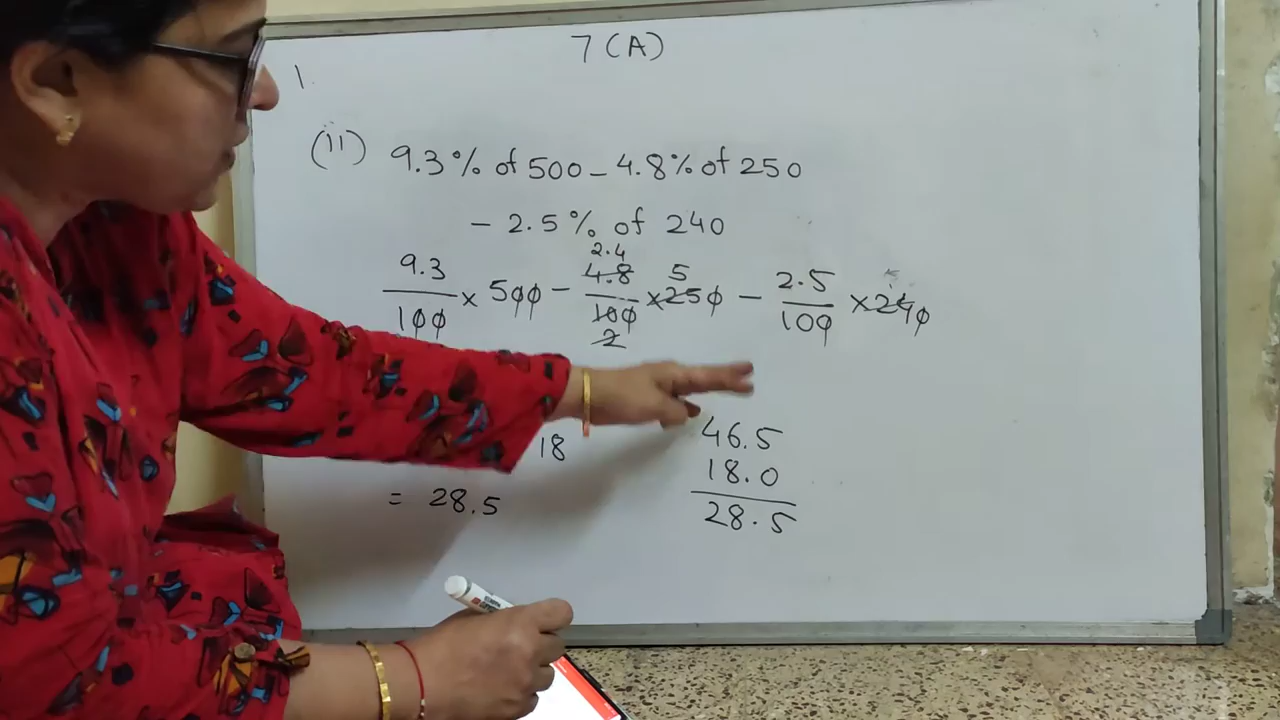 7 (A)
1.
(ii) 9.3% of 500 - 4.8% of 250
- 2.5% of 240
2.4
9.3/100 × 500 - 4.8/100 × 250 - 2.5/100 × 240
5
2
18
= 28.5
46.5
18.0
28.5